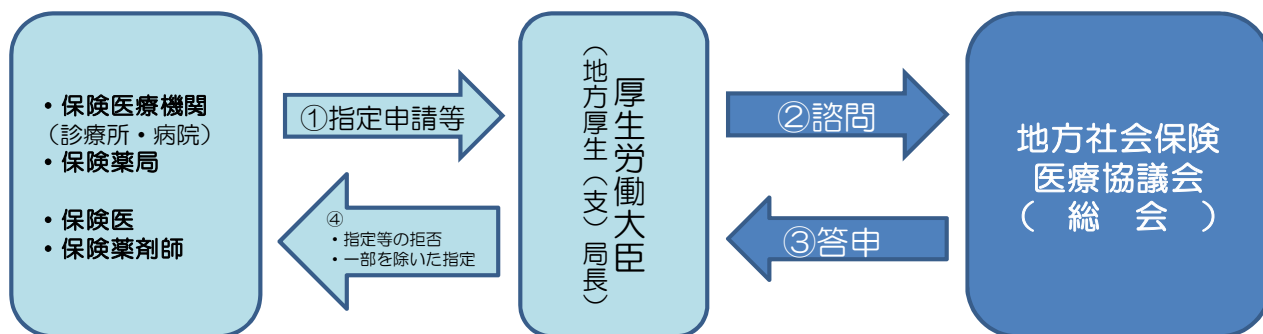 ・保険医療機関
（診療所・病院）
・保険薬局
・保険医
・保険薬剤師
①指定申請等
④
・指定等の拒否
・一部を除いた指定
厚生労働大臣
（地方厚生（支）局長）
②諮問
③答申
地方社会保険
医療協議会
（　総　会　）